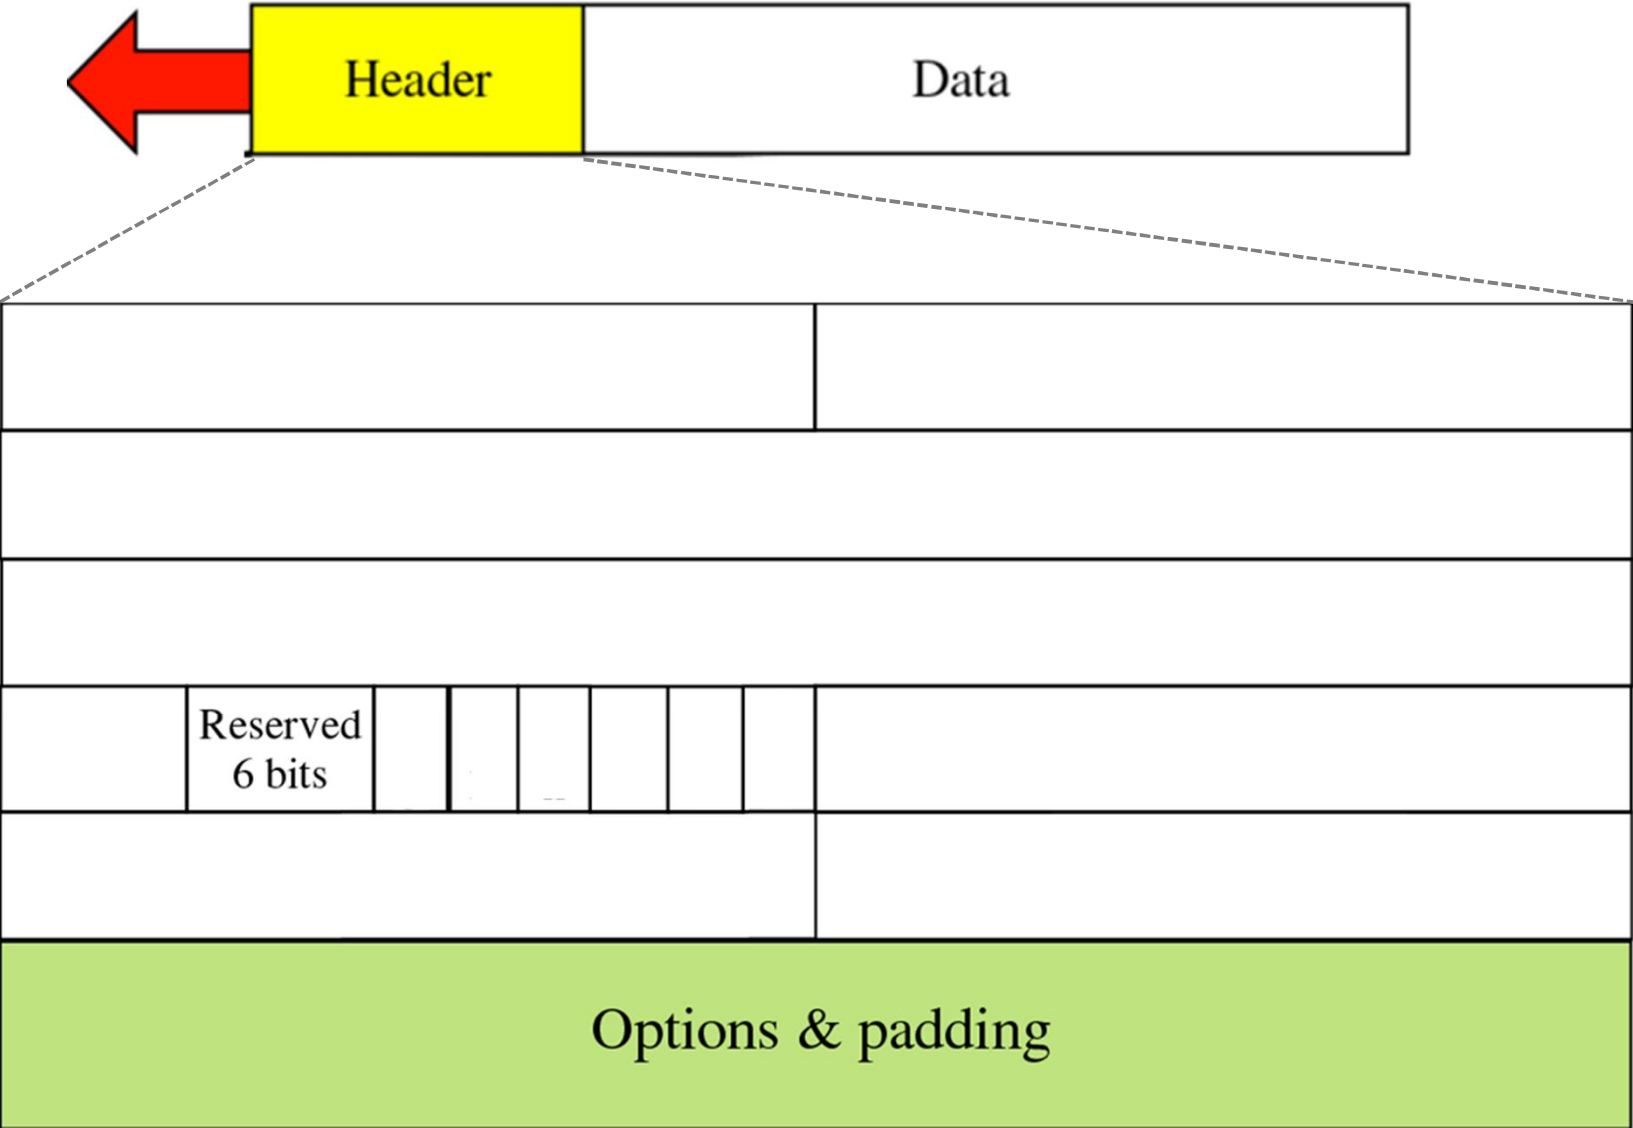 Header
Data
Reserved
6 bits
Options & padding